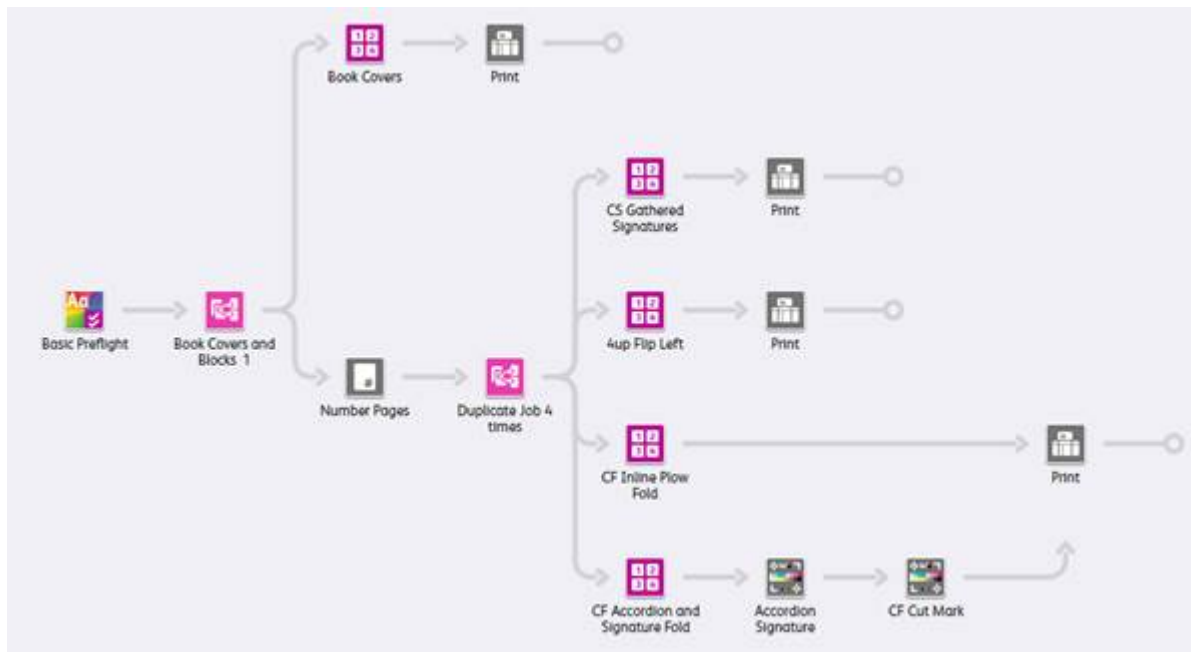 Book Covers
Print
CS Gathered
Signatures
Print
Basic Preflight
Book Covers and
Blocks 1
4up Flip Left
Print
Number Pages
Duplicate Job 4
times
CF Inline Plow
Fold
Print
CF Accordion and
Signature Fold
Accordion
Signature
CF Cut Mark